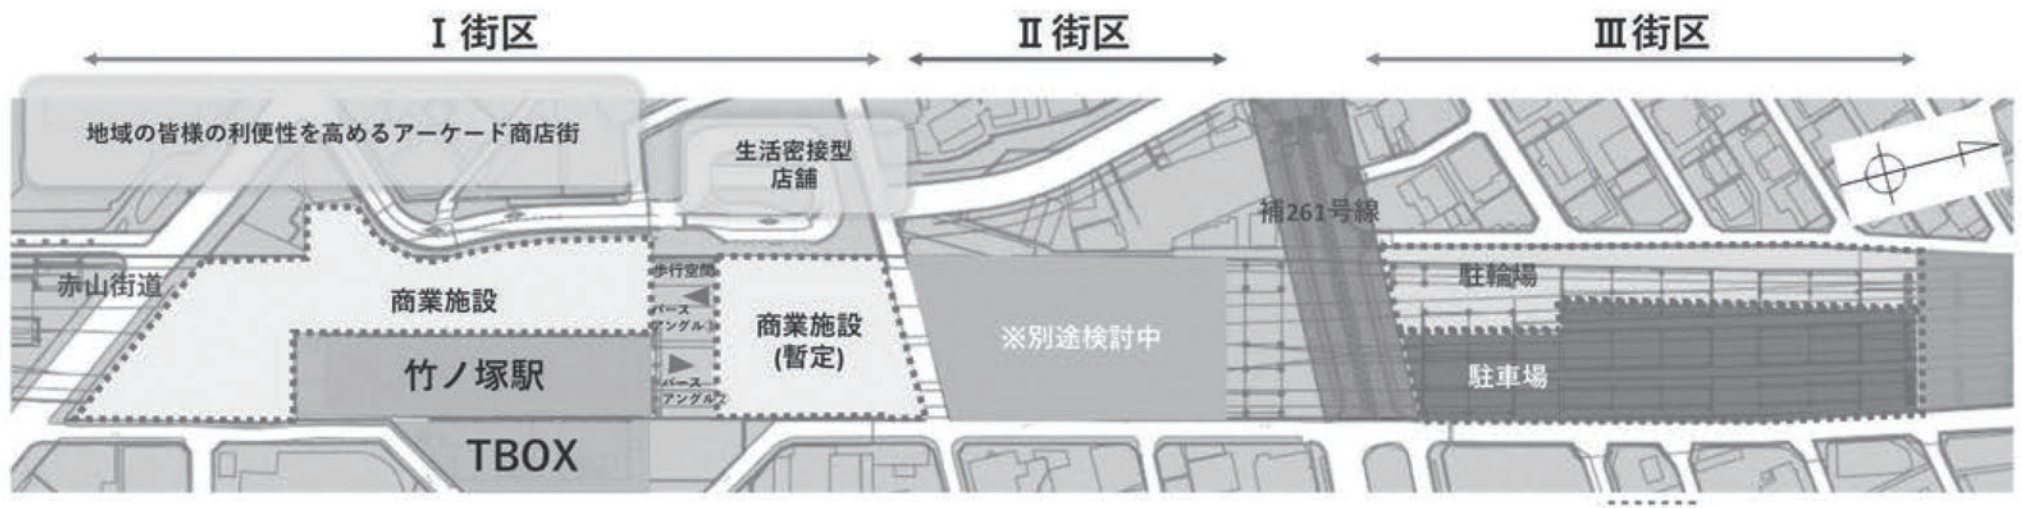 Ⅰ街区
Ⅱ街区
Ⅲ街区
地域の皆様の利便性を高めるアーケード商店街
生活密接型
店舗
補261号線
赤山街道
商業施設
歩行空間
パース
アングル
商業施設
(暫定)
パース
アングル2
※別途検討中
駐輪場
駐車場
竹ノ塚駅
TBOX